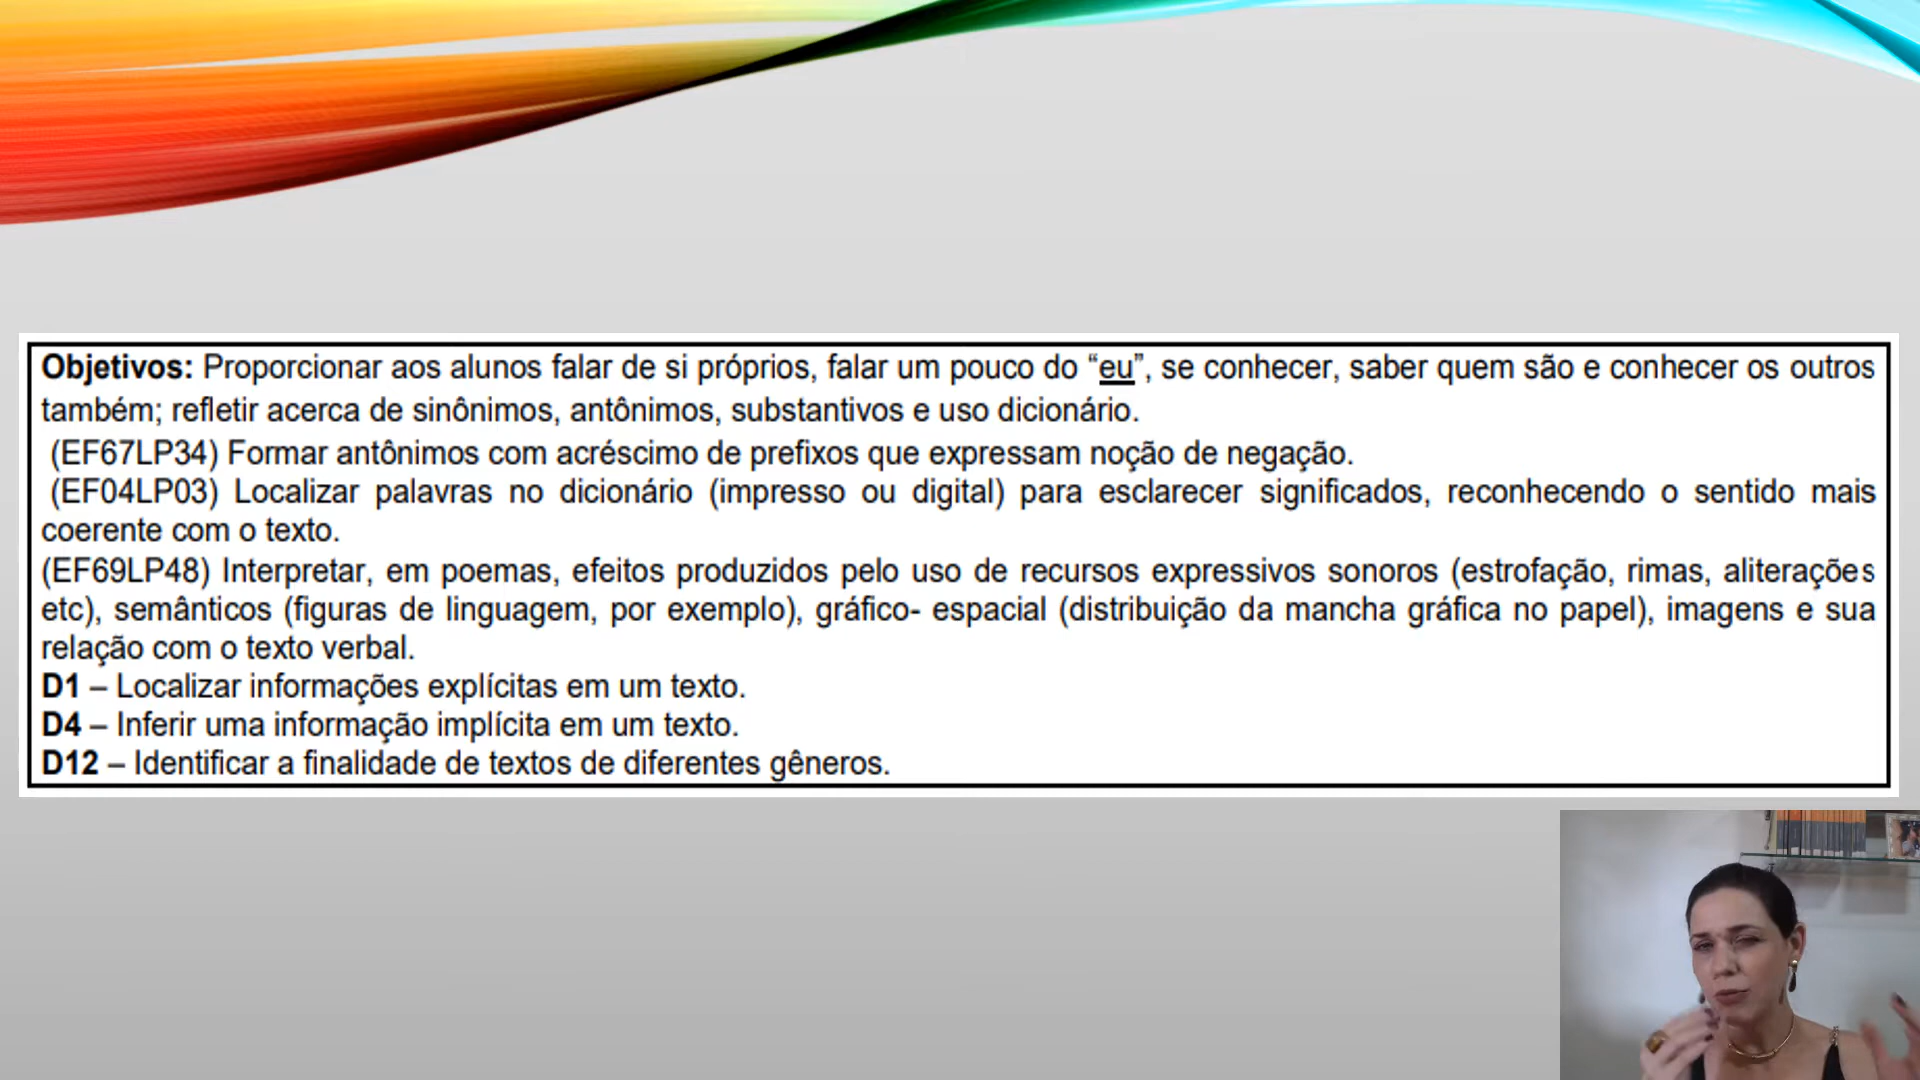 Objetivos: Proporcionar aos alunos falar de si próprios, falar um pouco do “eu”, se conhecer, saber quem são e conhecer os outros
também; refletir acerca de sinônimos, antônimos, substantivos e uso dicionário.
(EF67LP34) Formar antônimos com acréscimo de prefixos que expressam noção de negação.
(EF04LP03) Localizar palavras no dicionário (impresso ou digital) para esclarecer significados, reconhecendo o sentido mais
coerente com o texto.
(EF69LP48) Interpretar, em poemas, efeitos produzidos pelo uso de recursos expressivos sonoros (estrofação, rimas, aliterações
etc), semânticos (figuras de linguagem, por exemplo), gráfico- espacial (distribuição da mancha gráfica no papel), imagens e sua
relação com o texto verbal.
D1 – Localizar informações explícitas em um texto.
D4 – Inferir uma informação implícita em um texto.
D12 – Identificar a finalidade de textos de diferentes gêneros.